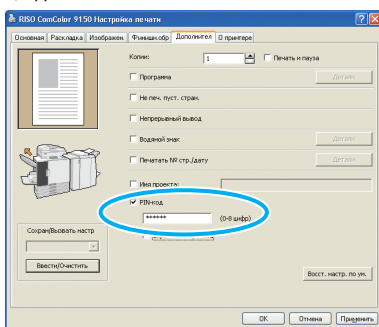 RISO ComColor 9150 Настройка печати
Основная Раскладка Изображен. Финишн.обр Дополнител О принтере
Копии: 1 Печать и пауза
Программа Детали
Не печ. пуст. стран.
Непрерывный вывод
Водяной знак Детали
Печатать № стр./дату Детали
Имя проекта:
PIN-код
****** (0-8 цифр)
Сохран/Вызвать настр
Ввести/Очистить
Восст. настр. по ум.
OK Отмена Применить